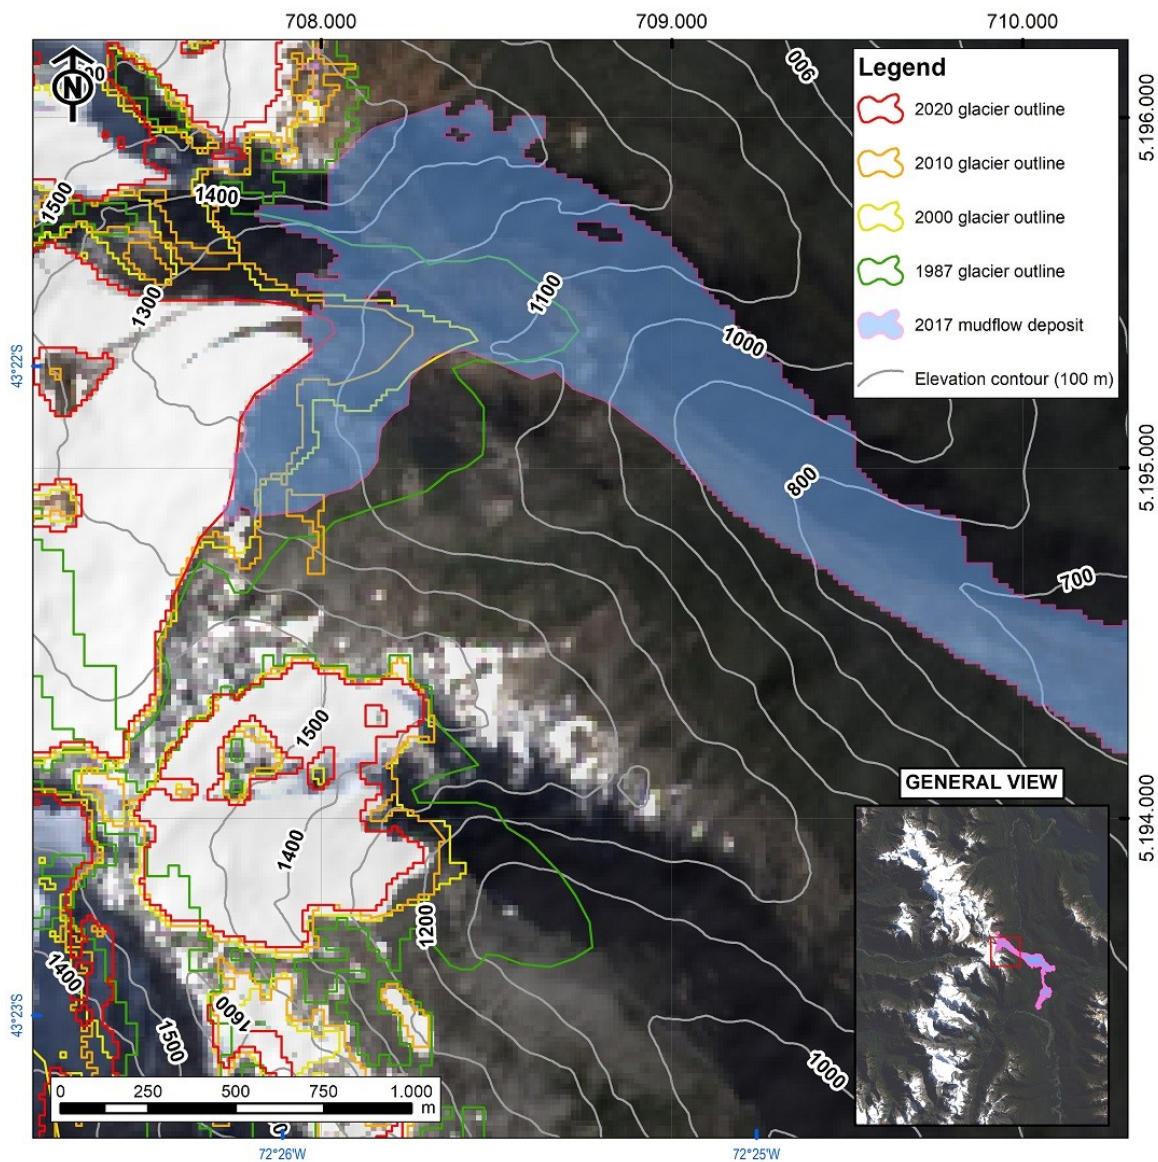 708.000
709.000
710.000
N
00
900
Legend
2020 glacier outline
2010 glacier outline
2000 glacier outline
1987 glacier outline
2017 mudflow deposit
Elevation contour (100 m)
5.196.000
1500
1400
1300
1100
1000
43°22'S
5.195.000
800
700
1500
GENERAL VIEW
5.194.000
1400
1200
1400
1600
1500
1000
43°23'S
0 250 500 750 1.000
m
72°26'W
72°25'W